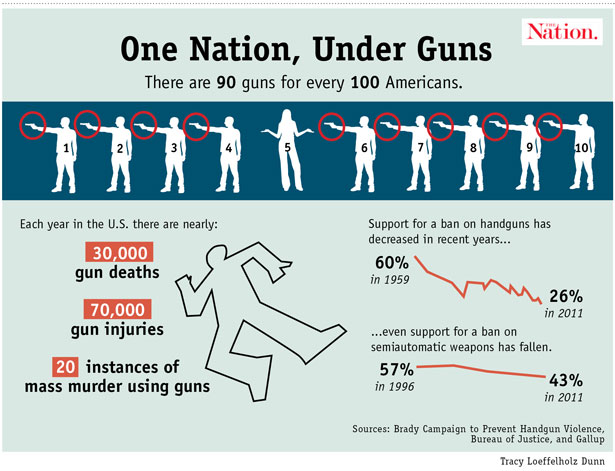 THE
Nation.
One Nation, Under Guns
There are 90 guns for every 100 Americans.
1 2 3 4 5 6 7 8 9 10
Each year in the U.S. there are nearly:
30,000
gun deaths
70,000
gun injuries
20 instances of
mass murder using guns
Support for a ban on handguns has
decreased in recent years...
60%
in 1959
26%
in 2011
...even support for a ban on
semiautomatic weapons has fallen.
57%
in 1996
43%
in 2011
Sources: Brady Campaign to Prevent Handgun Violence,
Bureau of Justice, and Gallup
Tracy Loeffelholz Dunn